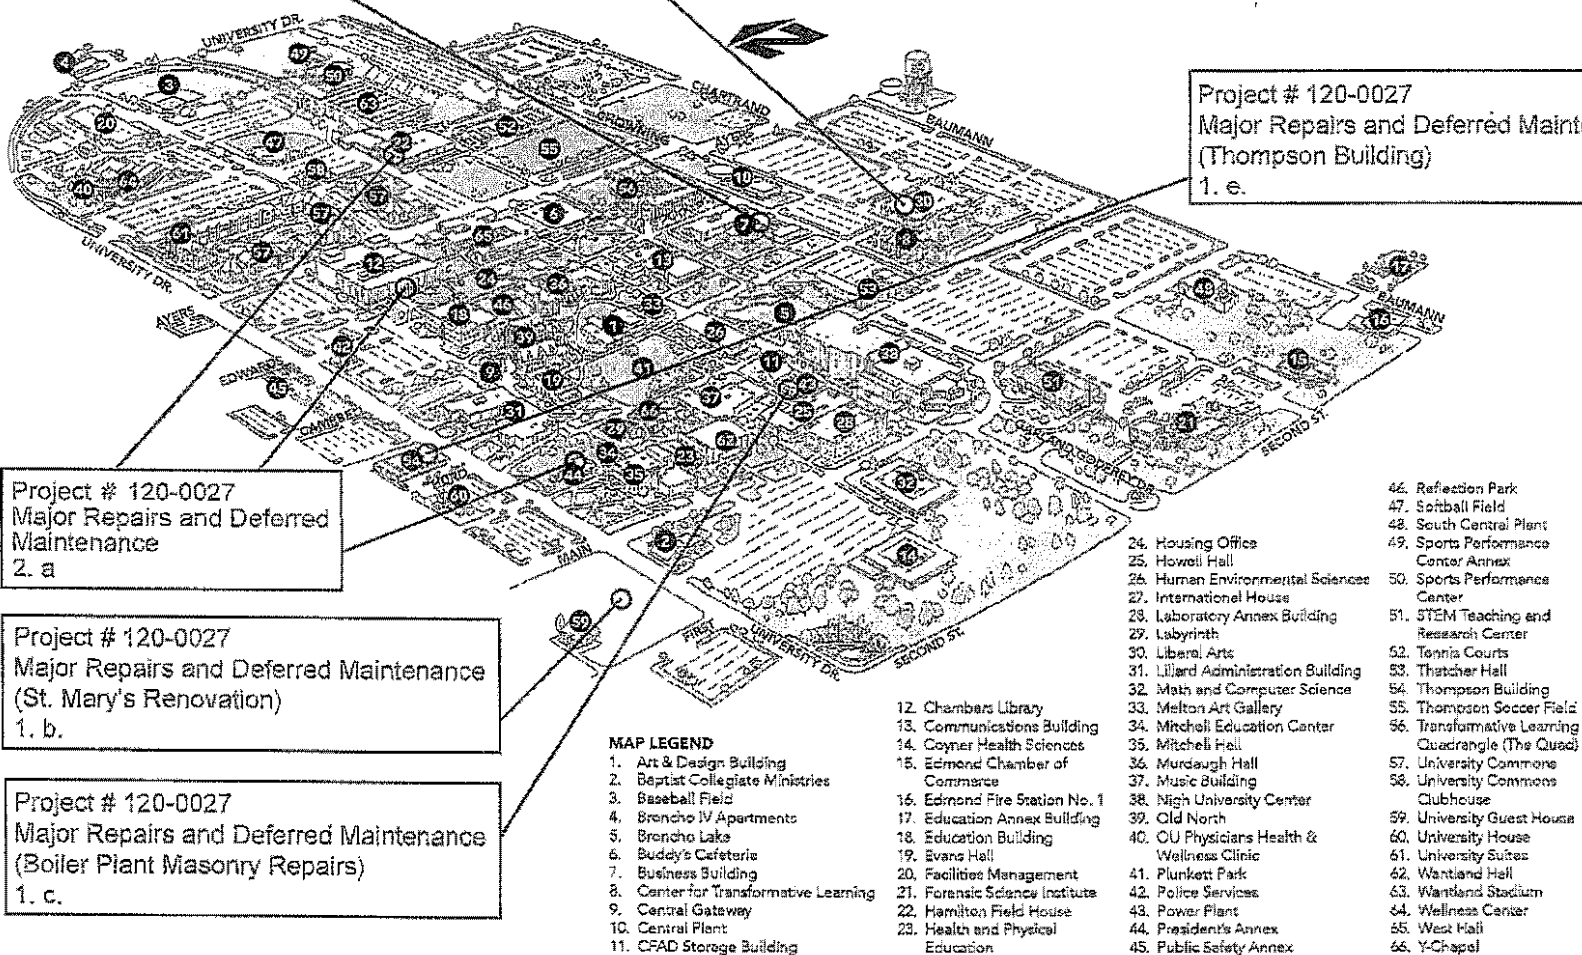 UNIVERSITY DR.
CHARTRAND
BROWNING
AYERS
BAUMANN
Project # 120-0027
Major Repairs and Deferred Maint
(Thompson Building)
1. e.
UNIVERSITY DR.
AYERS
BAUMANN
SECOND ST.
GARLAND GODFREY DR.
MAIN
FIRST
UNIVERSITY DR.
SECOND ST.
Project # 120-0027
Major Repairs and Deferred
Maintenance
2. a
Project # 120-0027
Major Repairs and Deferred Maintenance
(St. Mary's Renovation)
1. b.
Project # 120-0027
Major Repairs and Deferred Maintenance
(Boiler Plant Masonry Repairs)
1. c.
MAP LEGEND
1. Art & Design Building
2. Baptist Collegiate Ministries
3. Baseball Field
4. Broncho IV Apartments
5. Broncho Lake
6. Buddy's Cafeteria
7. Business Building
8. Center for Transformative Learning
9. Central Gateway
10. Central Plant
11. CFAD Storage Building
12. Chambers Library
13. Communications Building
14. Coyner Health Sciences
15. Edmond Chamber of
Commerce
16. Edmond Fire Station No. 1
17. Education Annex Building
18. Education Building
19. Evans Hall
20. Facilities Management
21. Forensic Science Institute
22. Hamilton Field House
23. Health and Physical
Education
24. Housing Office
25. Howell Hall
26. Human Environmental Sciences
27. International House
28. Laboratory Annex Building
29. Labyrinth
30. Liberal Arts
31. Lillard Administration Building
32. Math and Computer Science
33. Melton Art Gallery
34. Mitchell Education Center
35. Mitchell Hall
36. Murdaugh Hall
37. Music Building
38. Nigh University Center
39. Old North
40. OU Physicians Health &
Wellness Clinic
41. Plunkett Park
42. Police Services
43. Power Plant
44. President's Annex
45. Public Safety Annex
46. Reflection Park
47. Softball Field
48. South Central Plant
49. Sports Performance
Center Annex
50. Sports Performance
Center
51. STEM Teaching and
Research Center
52. Tennis Courts
53. Thatcher Hall
54. Thompson Building
55. Thompson Soccer Field
56. Transformative Learning
Quadrangle (The Quad)
57. University Commons
58. University Commons
Clubhouse
59. University Guest House
60. University House
61. University Suites
62. Wantland Hall
63. Wantland Stadium
64. Wellness Center
65. West Hall
66. Y-Chapel